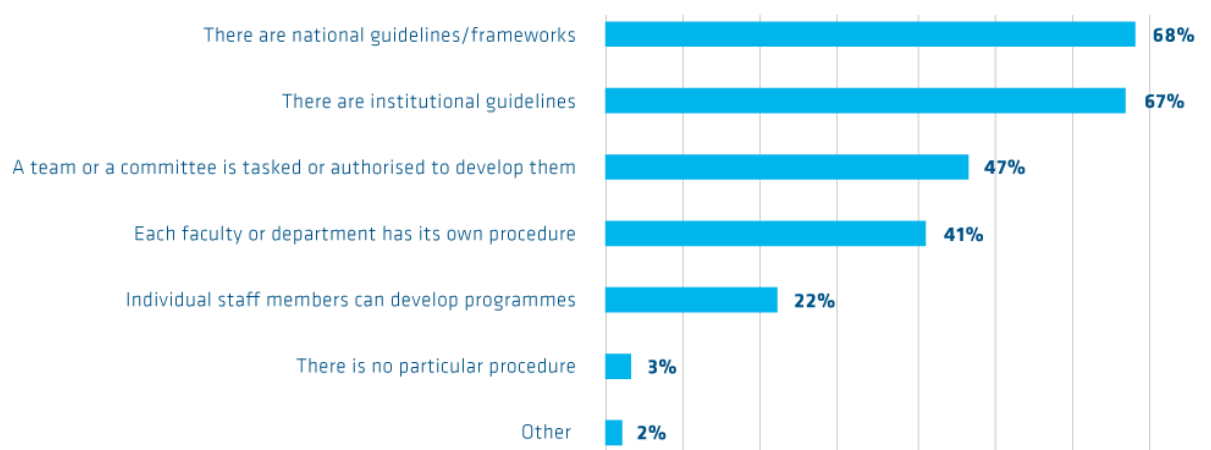 There are national guidelines/frameworks 68%
There are institutional guidelines 67%
A team or a committee is tasked or authorised to develop them 47%
Each faculty or department has its own procedure 41%
Individual staff members can develop programmes 22%
There is no particular procedure 3%
Other 2%